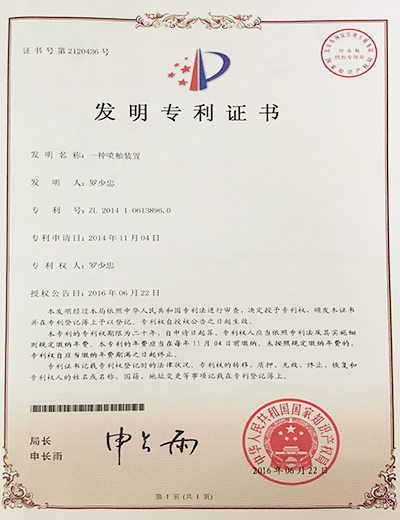 证书号第2120436号
发明专利证书
发明名称：一种喷釉装置
发明人：罗少忠
专利号：ZL 2014 1 0613896.0
专利申请日：2014年11月04日
专利权人：罗少忠
授权公告日：2016年06月22日
本发明经过本局依照中华人民共和国专利法进行审查，决定授予专利权，颁发本证书
并在专利登记簿上予以登记。专利权自授权公告之日起生效。
本专利的专利权期限为二十年，自申请日起算。专利权人应当依照专利法及其实施细
则规定缴纳年费。本专利的年费应当在每年11月04日前缴纳。未按照规定缴纳年费的，
专利权自应当缴纳年费期满之日起终止。
专利证书记载专利权登记时的法律状况。专利权的转移、质押、无效、终止、恢复和
专利权人的姓名或名称、国籍、地址变更等事项记载在专利登记簿上。
局长
申长雨
申长雨
中华人民共和国国家知识产权局
2016年06月22日
第1页(共1页)